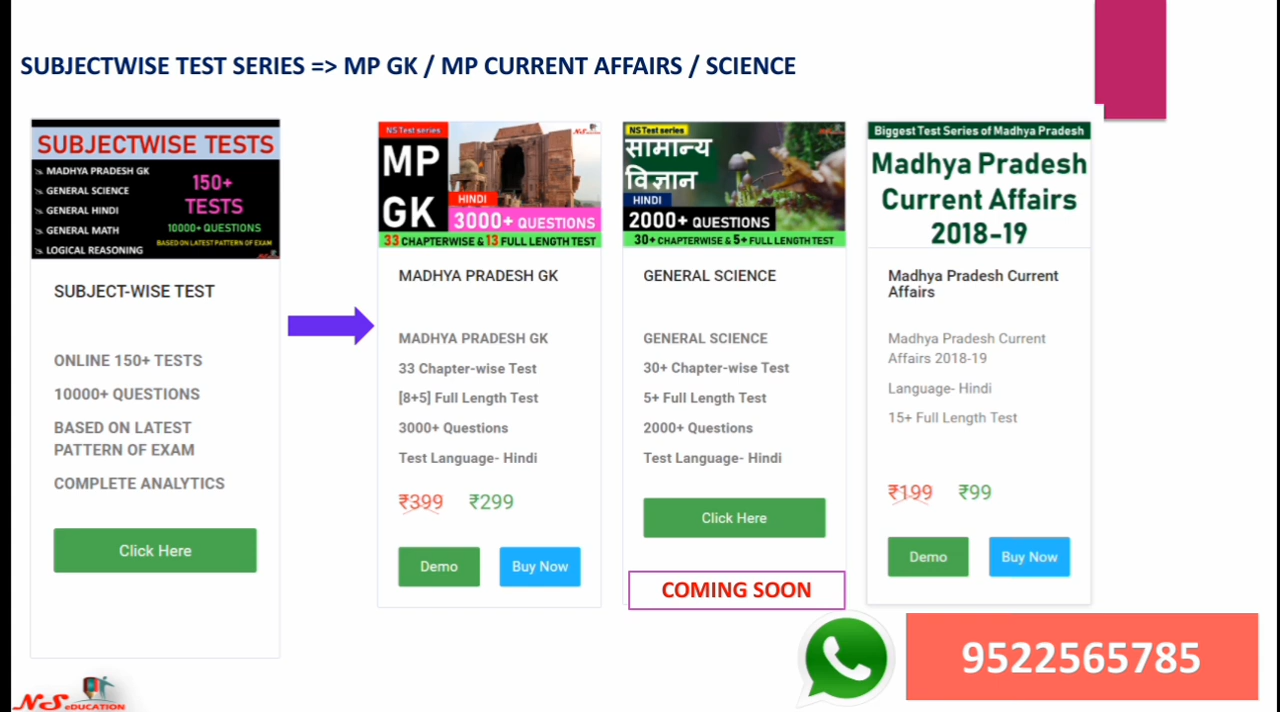 SUBJECTWISE TEST SERIES => MP GK / MP CURRENT AFFAIRS / SCIENCE
SUBJECTWISE TESTS
MADHYA PRADESH GK
GENERAL SCIENCE
GENERAL HINDI
GENERAL MATH
LOGICAL REASONING
150+
TESTS
10000+ QUESTIONS
BASED ON LATEST PATTERN OF EXAM
SUBJECT-WISE TEST
ONLINE 150+ TESTS
10000+ QUESTIONS
BASED ON LATEST
PATTERN OF EXAM
COMPLETE ANALYTICS
Click Here
NS Test series
MP
GK
HINDI
3000+ QUESTIONS
33 CHAPTERWISE & 13 FULL LENGTH TEST
MADHYA PRADESH GK
MADHYA PRADESH GK
33 Chapter-wise Test
[8+5] Full Length Test
3000+ Questions
Test Language- Hindi
₹399 ₹299
Demo Buy Now
NS Test series
सामान्य
विज्ञान
HINDI
2000+ QUESTIONS
30+ CHAPTERWISE & 5+ FULL LENGTH TEST
GENERAL SCIENCE
GENERAL SCIENCE
30+ Chapter-wise Test
5+ Full Length Test
2000+ Questions
Test Language- Hindi
Click Here
COMING SOON
Biggest Test Series of Madhya Pradesh
Madhya Pradesh
Current Affairs
2018-19
Madhya Pradesh Current
Affairs
Madhya Pradesh Current
Affairs 2018-19
Language- Hindi
15+ Full Length Test
₹199 ₹99
Demo Buy Now
9522565785
NS eDUCATION